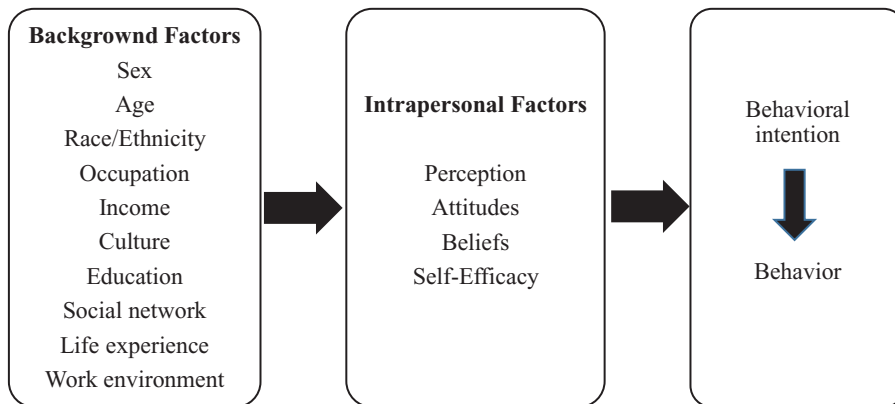 Backgrownd Factors
Sex
Age
Race/Ethnicity
Occupation
Income
Culture
Education
Social network
Life experience
Work environment
Intrapersonal Factors
Perception
Attitudes
Beliefs
Self-Efficacy
Behavioral
intention
Behavior